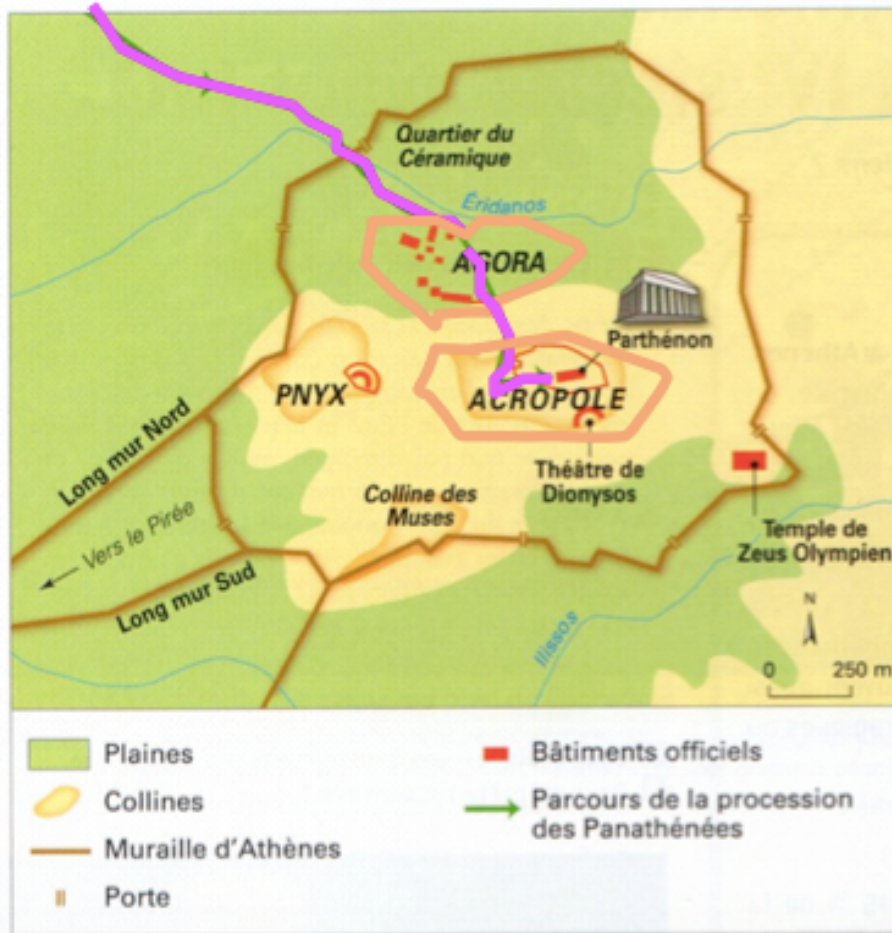 Quartier du
Céramique
Éridanos
AGORA
Parthénon
PNYX
ACROPOLE
Long mur Nord
Théâtre de
Dionysos
Colline des
Muses
Vers le Pirée
Temple de
Zeus Olympien
Long mur Sud
Ilissos
N
0 250 m
Plaines
Collines
Muraille d'Athènes
Porte
Bâtiments officiels
Parcours de la procession
des Panathénées